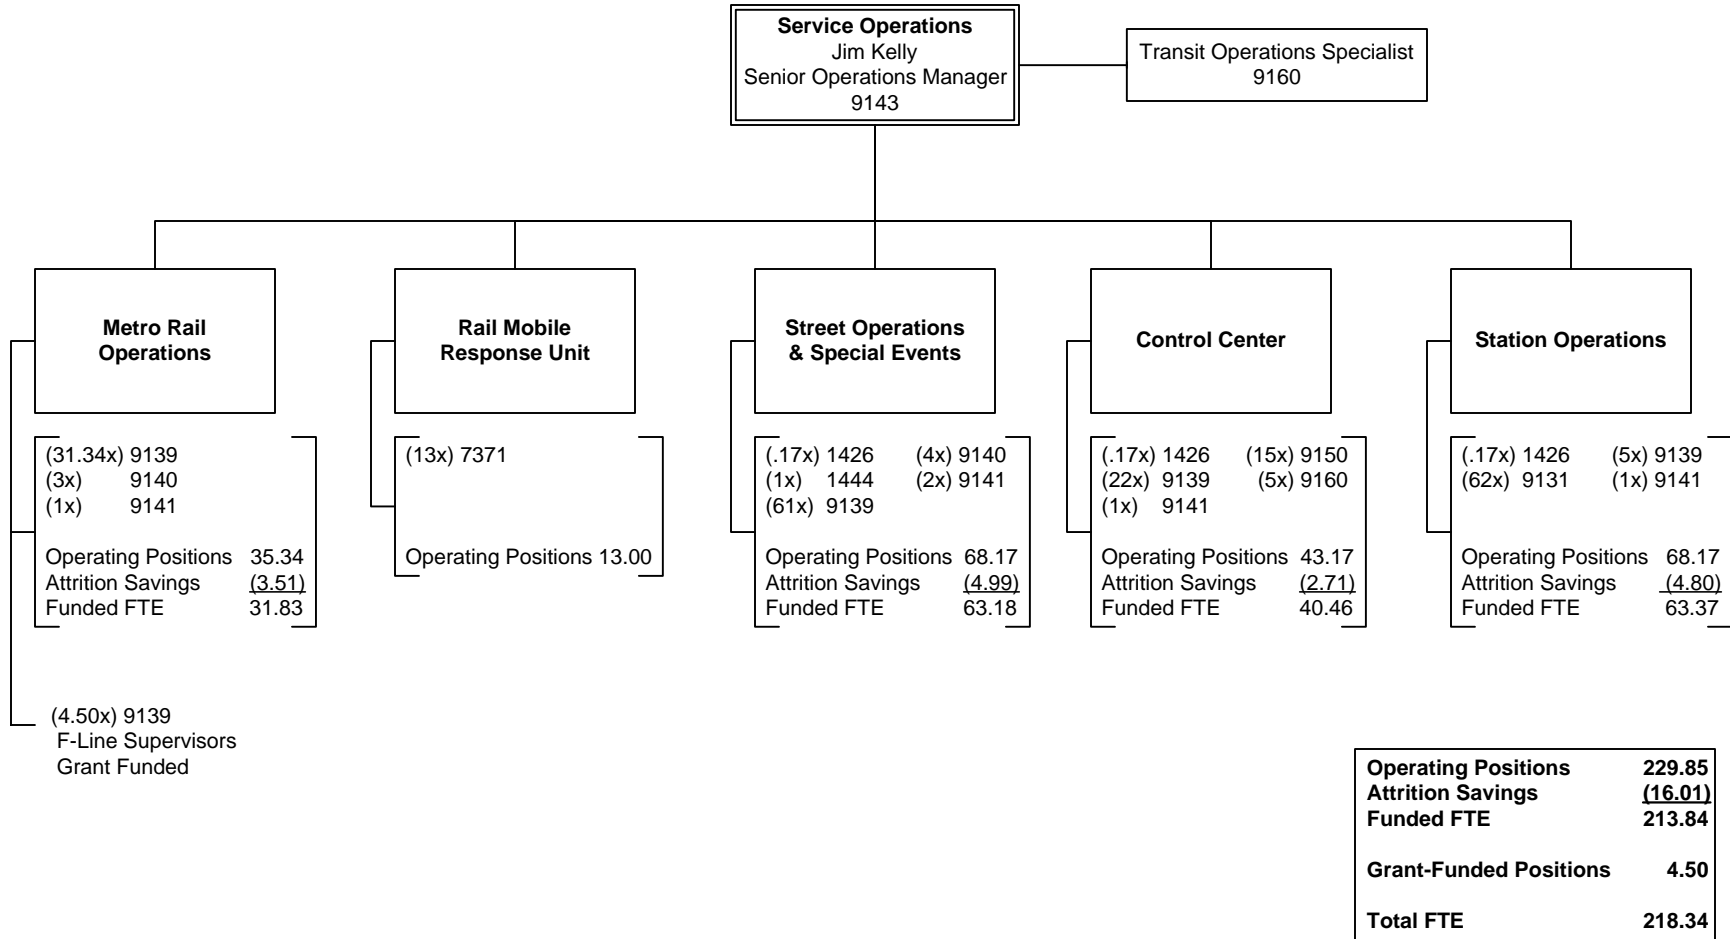 Service Operations
Jim Kelly
Senior Operations Manager
9143
Transit Operations Specialist
9160
Metro Rail
Operations
(31.34x) 9139
(3x) 9140
(1x) 9141
Operating Positions 35.34
Attrition Savings (3.51)
Funded FTE 31.83
(4.50x) 9139
F-Line Supervisors
Grant Funded
Rail Mobile
Response Unit
(13x) 7371
Operating Positions 13.00
Street Operations
& Special Events
(.17x) 1426 (4x) 9140
(1x) 1444 (2x) 9141
(61x) 9139
Operating Positions 68.17
Attrition Savings (4.99)
Funded FTE 63.18
Control Center
(.17x) 1426 (15x) 9150
(22x) 9139 (5x) 9160
(1x) 9141
Operating Positions 43.17
Attrition Savings (2.71)
Funded FTE 40.46
Station Operations
(.17x) 1426 (5x) 9139
(62x) 9131 (1x) 9141
Operating Positions 68.17
Attrition Savings (4.80)
Funded FTE 63.37
Operating Positions 229.85
Attrition Savings (16.01)
Funded FTE 213.84
Grant-Funded Positions 4.50
Total FTE 218.34